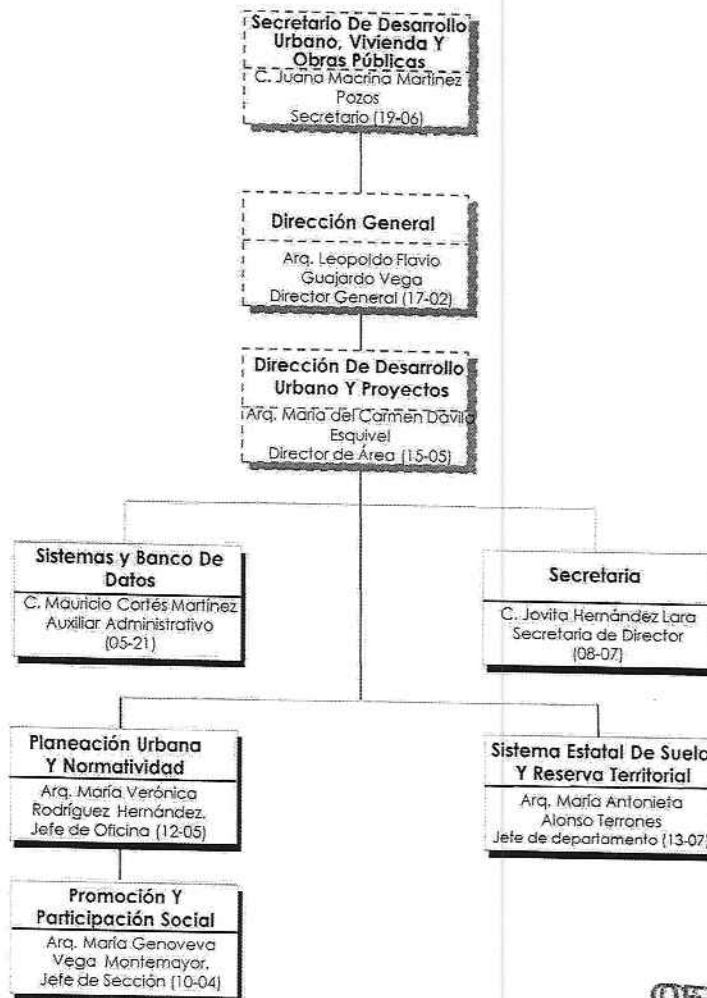 Secretario De Desarrollo
Urbano, Vivienda Y
Obras Públicas
C. Juana Macrina Martínez
Pozos
Secretario (19-06)
Dirección General
Arq. Leopoldo Flavio
Guajardo Vega
Director General (17-02)
Dirección De Desarrollo
Urbano Y Proyectos
Arq. María del Carmen Dávila
Esquivel
Director de Área (15-05)
Sistemas y Banco De
Datos
C. Mauricio Cortés Martínez
Auxiliar Administrativo
(05-21)
Secretaria
C. Jovita Hernández Lara
Secretaria de Director
(08-07)
Planeación Urbana
Y Normatividad
Arq. María Verónica
Rodríguez Hernández.
Jefe de Oficina (12-05)
Sistema Estatal De Suelo
Y Reserva Territorial
Arq. María Antonieta
Alonso Terrones
Jefe de departamento (13-07)
Promoción Y
Participación Social
Arq. María Genoveva
Vega Montemayor.
Jefe de Sección (10-04)